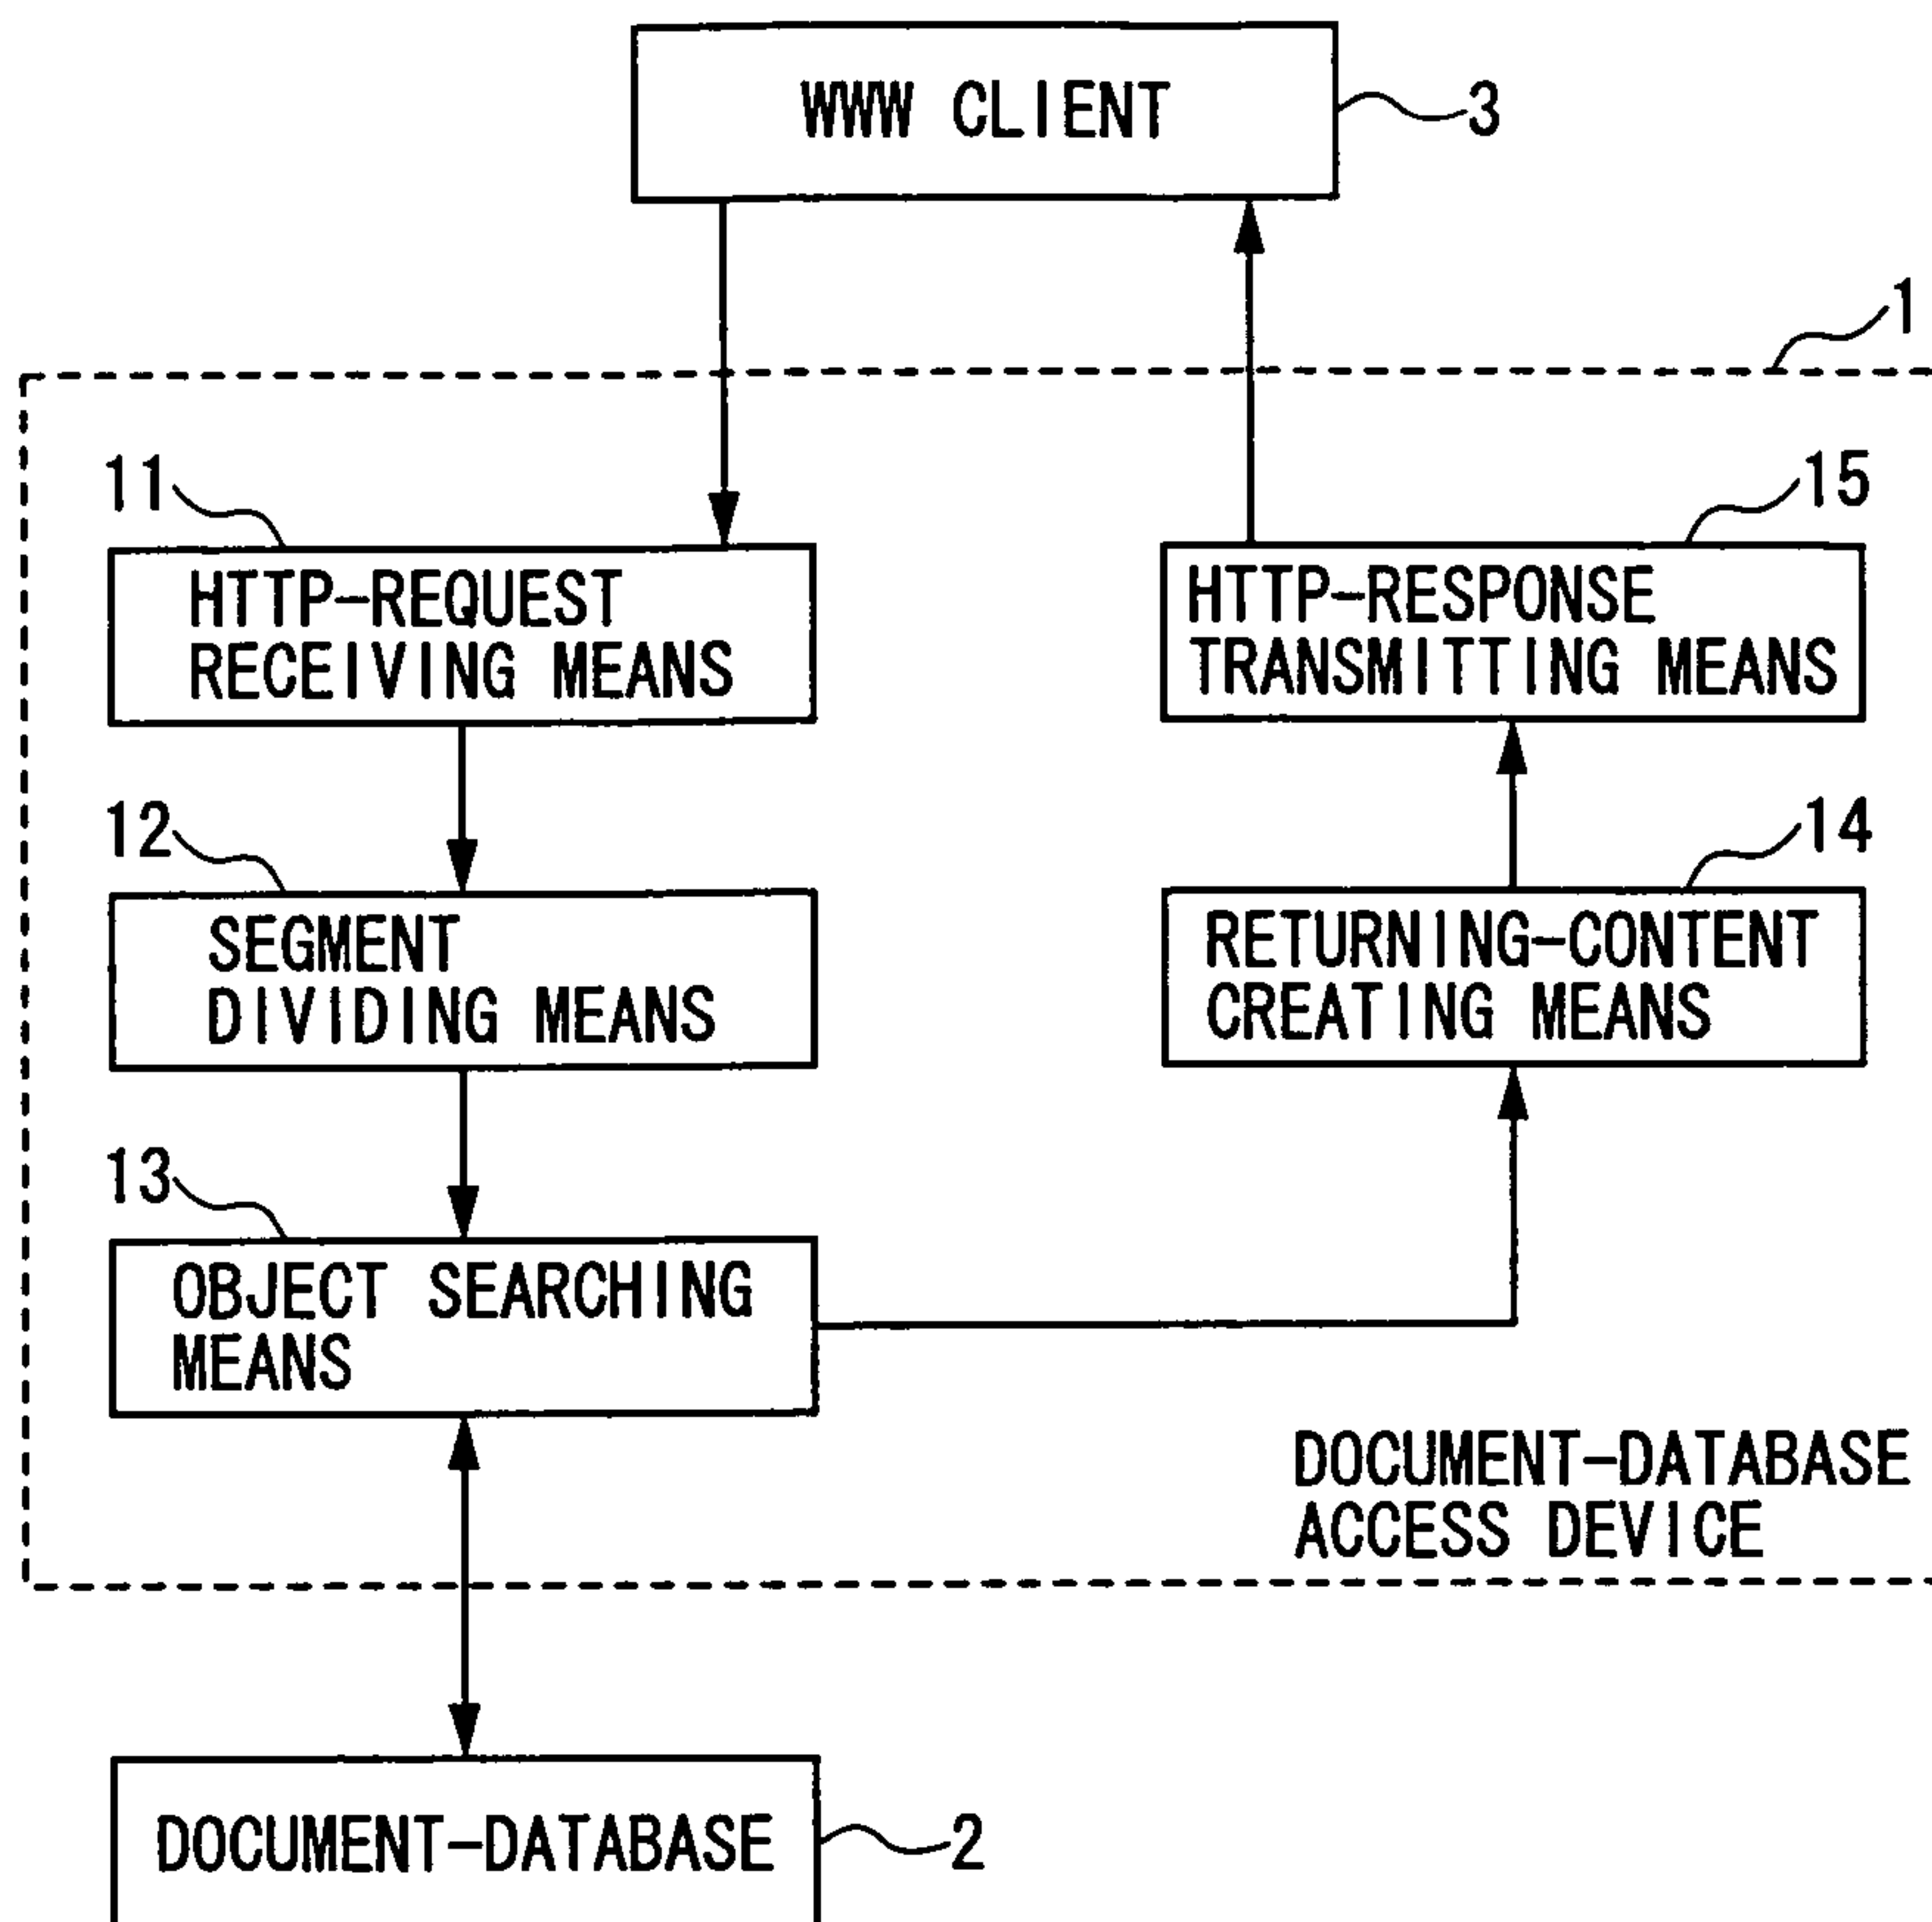 WWW CLIENT
3
1
11
HTTP-REQUEST
RECEIVING MEANS
15
HTTP-RESPONSE
TRANSMITTING MEANS
12
SEGMENT
DIVIDING MEANS
14
RETURNING-CONTENT
CREATING MEANS
13
OBJECT SEARCHING
MEANS
DOCUMENT-DATABASE
ACCESS DEVICE
DOCUMENT-DATABASE
2